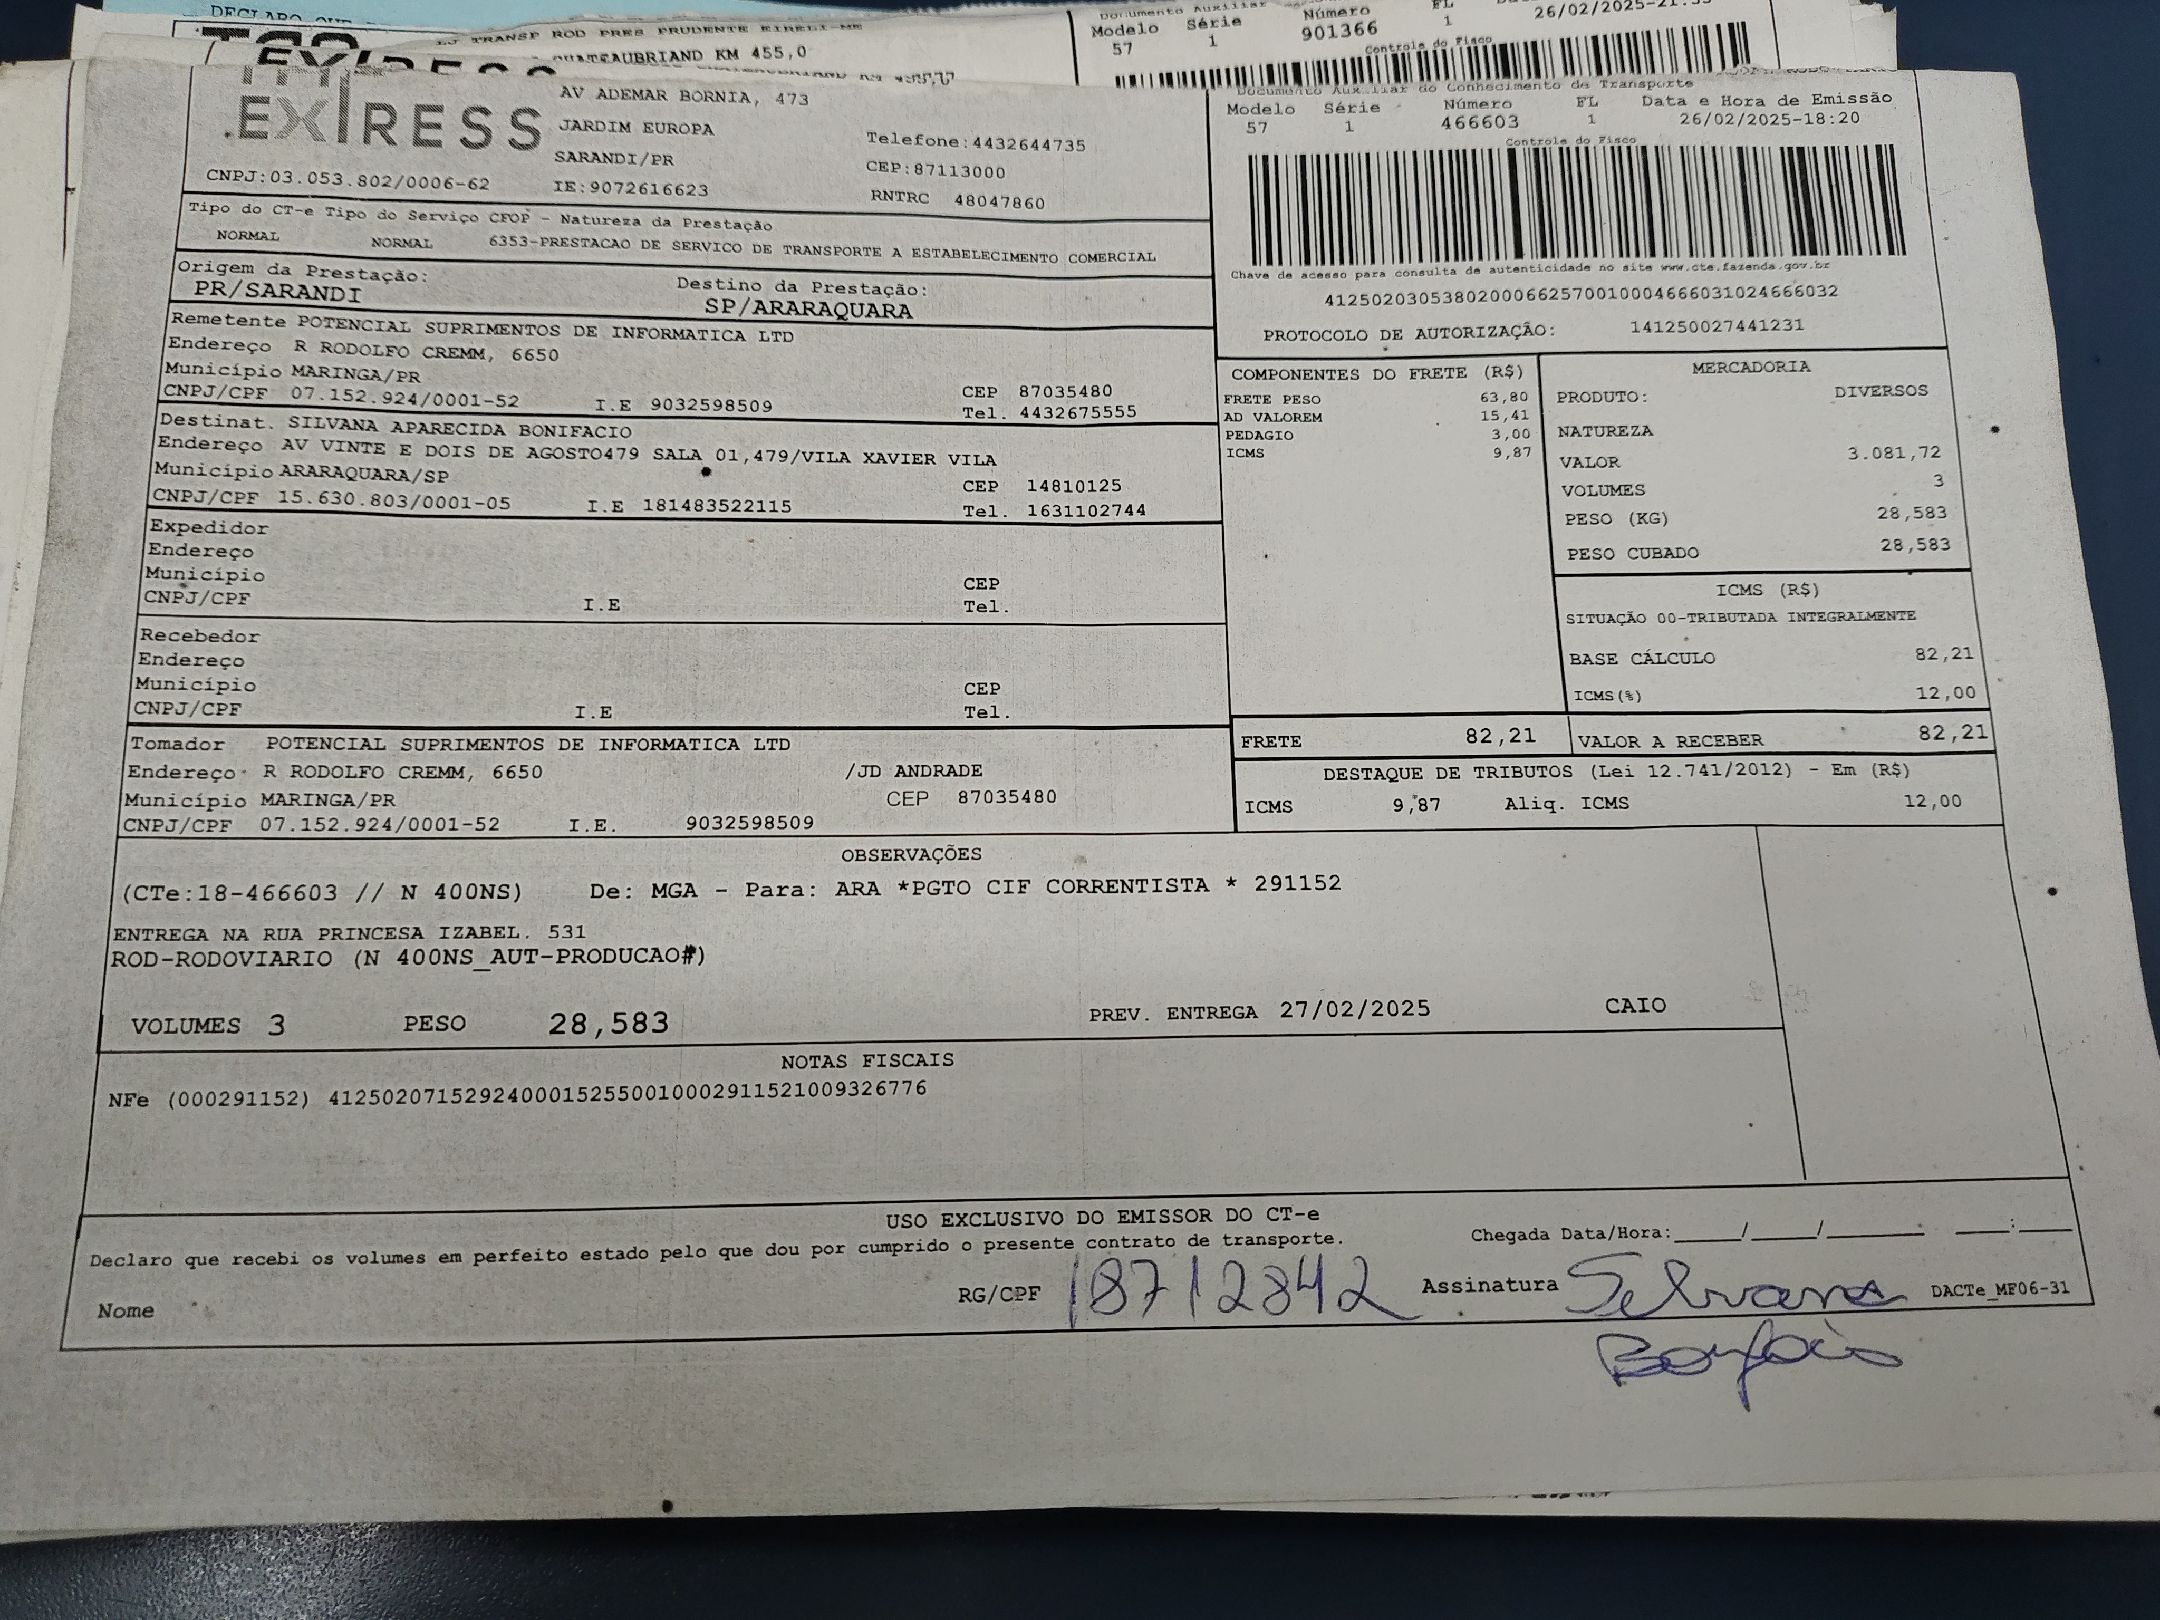 DECLARO QUE
LJ TRANSP ROD PRES PRUDENTE EIRELI-ME
CHATEAUBRIAND KM 455,0
Documento Auxiliar
Modelo Série Número FL
57 1 901366 1 26/02/2025-21:55
Controle do Fisco
EXPRESS
AV ADEMAR BORNIA, 473
JARDIM EUROPA
SARANDI/PR
Telefone:4432644735
CEP:87113000
CNPJ:03.053.802/0006-62 IE:9072616623 RNTRC 48047860
Documento Auxiliar do Conhecimento de Transporte
Modelo Série Número FL Data e Hora de Emissão
57 1 466603 1 26/02/2025-18:20
Controle do Fisco
Chave de acesso para consulta de autenticidade no site www.cte.fazenda.gov.br
41250203053802000662570010004666031024666032
PROTOCOLO DE AUTORIZAÇÃO: 141250027441231
Tipo do CT-e Tipo do Serviço CFOP - Natureza da Prestação
NORMAL NORMAL 6353-PRESTACAO DE SERVICO DE TRANSPORTE A ESTABELECIMENTO COMERCIAL
Origem da Prestação: Destino da Prestação:
PR/SARANDI SP/ARARAQUARA
Remetente POTENCIAL SUPRIMENTOS DE INFORMATICA LTD
Endereço R RODOLFO CREMM, 6650
Município MARINGA/PR CEP 87035480
CNPJ/CPF 07.152.924/0001-52 I.E 9032598509 Tel. 4432675555
Destinat. SILVANA APARECIDA BONIFACIO
Endereço AV VINTE E DOIS DE AGOSTO479 SALA 01,479/VILA XAVIER VILA
Município ARARAQUARA/SP CEP 14810125
CNPJ/CPF 15.630.803/0001-05 I.E 181483522115 Tel. 1631102744
Expedidor
Endereço
Município CEP
CNPJ/CPF I.E Tel.
Recebedor
Endereço
Município CEP
CNPJ/CPF I.E Tel.
Tomador POTENCIAL SUPRIMENTOS DE INFORMATICA LTD
Endereço R RODOLFO CREMM, 6650 /JD ANDRADE
Município MARINGA/PR CEP 87035480
CNPJ/CPF 07.152.924/0001-52 I.E. 9032598509
COMPONENTES DO FRETE (R$)
FRETE PESO 63,80
AD VALOREM 15,41
PEDAGIO 3,00
ICMS 9,87
MERCADORIA
PRODUTO: DIVERSOS
NATUREZA
VALOR 3.081,72
VOLUMES 3
PESO (KG) 28,583
PESO CUBADO 28,583
ICMS (R$)
SITUAÇÃO 00-TRIBUTADA INTEGRALMENTE
BASE CÁLCULO 82,21
ICMS(%) 12,00
FRETE 82,21 VALOR A RECEBER 82,21
DESTAQUE DE TRIBUTOS (Lei 12.741/2012) - Em (R$)
ICMS 9,87 Aliq. ICMS 12,00
OBSERVAÇÕES
(CTe:18-466603 // N 400NS) De: MGA - Para: ARA *PGTO CIF CORRENTISTA * 291152
ENTREGA NA RUA PRINCESA IZABEL. 531
ROD-RODOVIARIO (N 400NS_AUT-PRODUCAO#)
VOLUMES 3 PESO 28,583 PREV. ENTREGA 27/02/2025 CAIO
NOTAS FISCAIS
NFe (000291152) 41250207152924000152550010002911521009326776
USO EXCLUSIVO DO EMISSOR DO CT-e
Declaro que recebi os volumes em perfeito estado pelo que dou por cumprido o presente contrato de transporte. Chegada Data/Hora:____/____/______ ____:____
Nome RG/CPF 18712842 Assinatura Silvana DACTe_MF06-31
Bonifácio